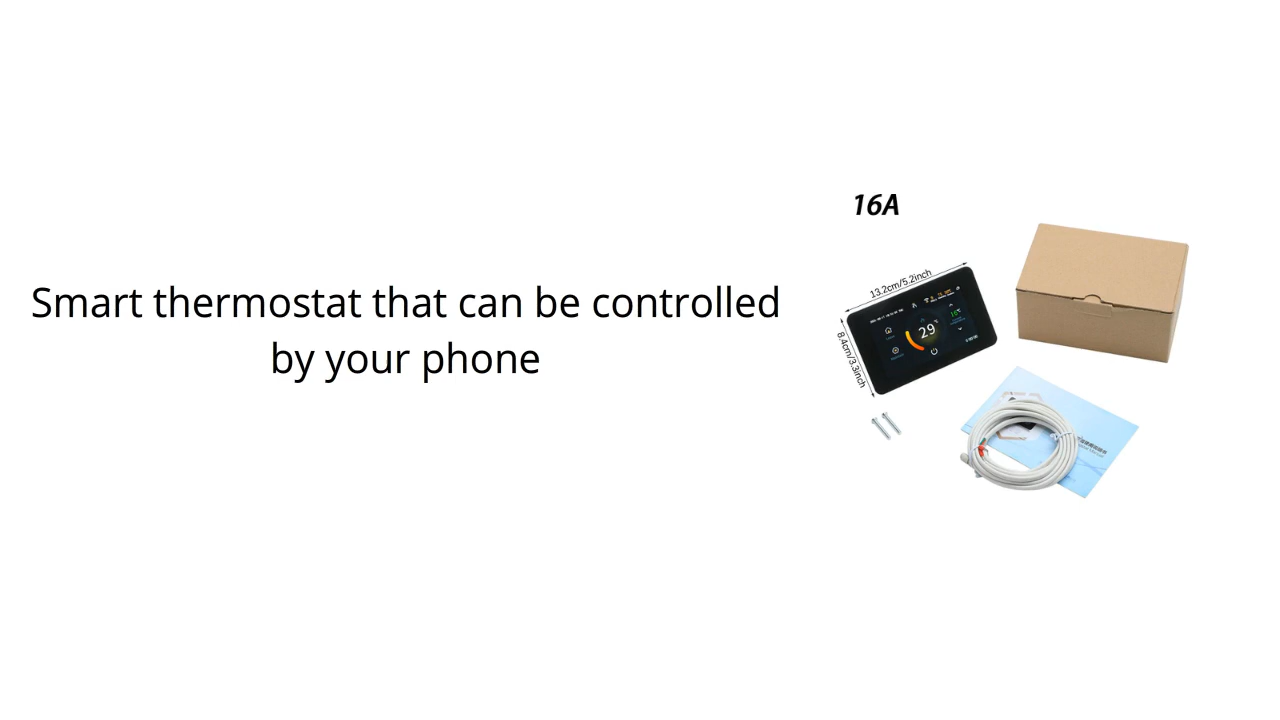 Smart thermostat that can be controlled
by your phone
16A
13.2cm/5.2inch
8.4cm/3.3inch
29